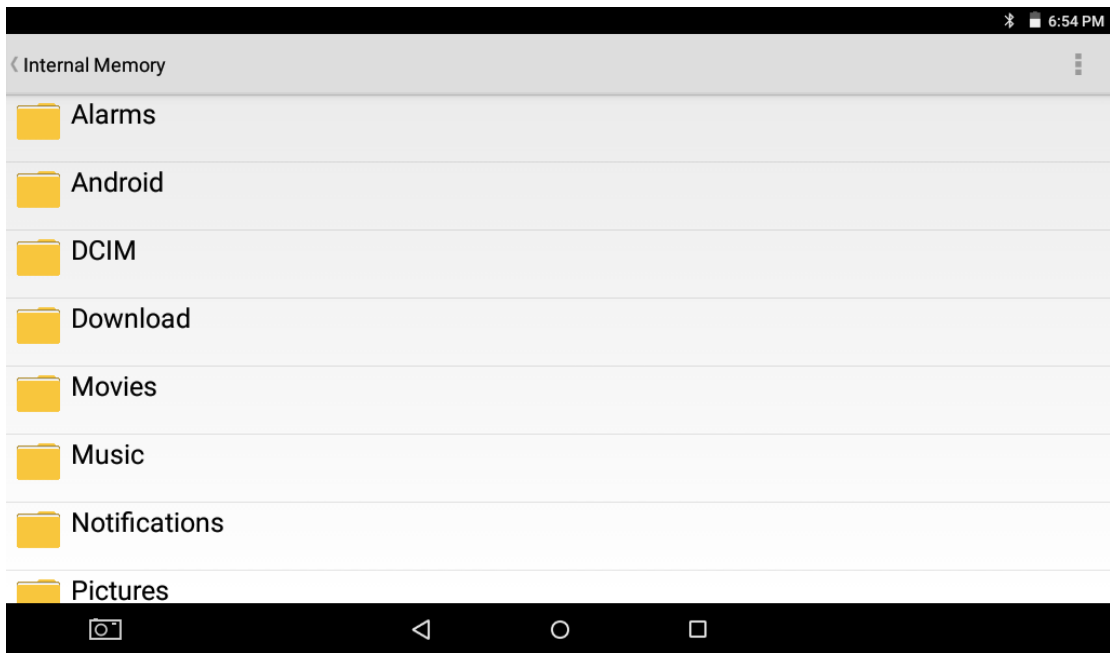 6:54 PM
Internal Memory
Alarms
Android
DCIM
Download
Movies
Music
Notifications
Pictures